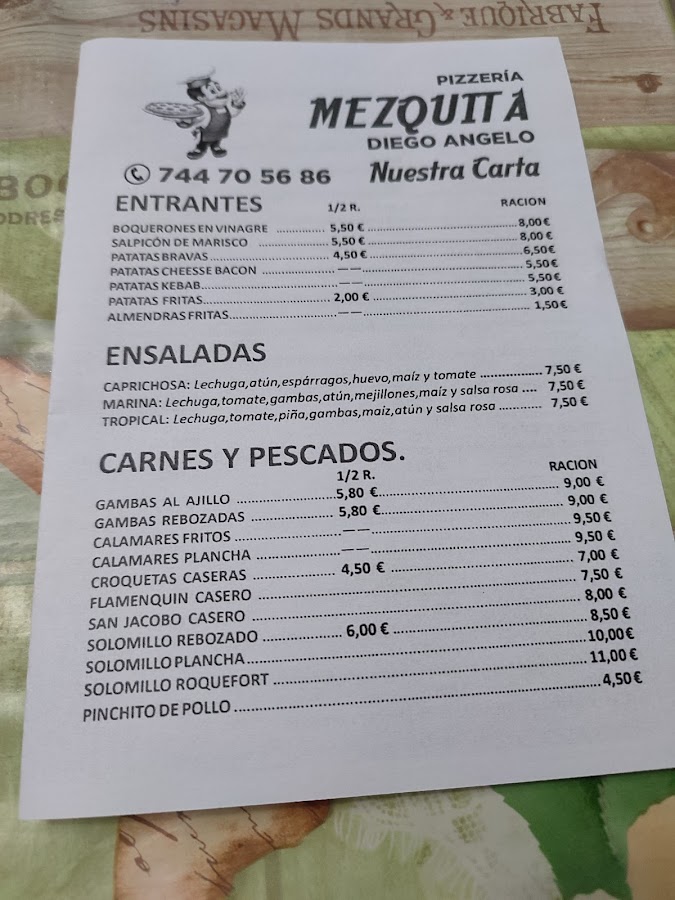 FABRIQUE & GRANDS MAGASINS
PIZZERÍA
MEZQUITA
DIEGO ANGELO
744 70 56 86 Nuestra Carta
ENTRANTES 1/2 R. RACION
BOQUERONES EN VINAGRE .............. 5,50 € ........................................ 8,00 €
SALPICÓN DE MARISCO .................. 5,50 € ........................................ 8,00 €
PATATAS BRAVAS ................................ 4,50 € ........................................ 6,50€
PATATAS CHEESSE BACON .................. —— ........................................ 5,50€
PATATAS KEBAB................................ —— ........................................ 5,50€
PATATAS FRITAS................................ 2,00 € ........................................ 3,00 €
ALMENDRAS FRITAS........................... —— ........................................ 1,50€
ENSALADAS
CAPRICHOSA: Lechuga,atún,espárragos,huevo,maíz y tomate ................. 7,50 €
MARINA: Lechuga,tomate,gambas,atún,mejillones,maíz y salsa rosa .... 7,50 €
TROPICAL: Lechuga,tomate,piña,gambas,maíz,atún y salsa rosa ............ 7,50 €
CARNES Y PESCADOS.
1/2 R. RACION
GAMBAS AL AJILLO ......................5,80 €........................................ 9,00 €
GAMBAS REBOZADAS .................. 5,80 €........................................ 9,00 €
CALAMARES FRITOS ........................ —— ........................................ 9,50 €
CALAMARES PLANCHA .................. —— ........................................ 9,50 €
CROQUETAS CASERAS .................. 4,50 € ........................................ 7,00 €
FLAMENQUIN CASERO ............................................................ 7,50 €
SAN JACOBO CASERO ............................................................ 8,00 €
SOLOMILLO REBOZADO .................. 6,00 € ........................................ 8,50 €
SOLOMILLO PLANCHA............................................................ 10,00€
SOLOMILLO ROQUEFORT ............................................................ 11,00 €
PINCHITO DE POLLO ............................................................ 4,50 €